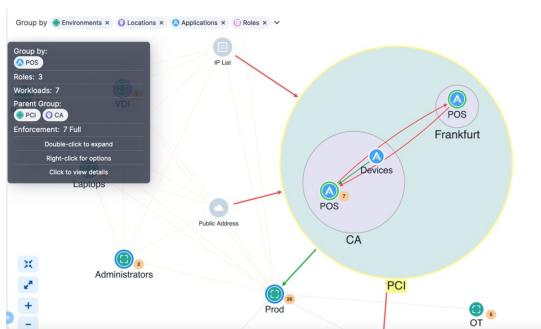 Group by Environments × Locations × Applications × Roles ×
Group by:
POS
Roles: 3
Workloads: 7
Parent Group:
PCI CA
Enforcement: 7 Full
Double-click to expand
Right-click for options
Click to view details
IP List
VDI
Laptops
Public Address
Administrators
2
Prod
POS
Frankfurt
Devices
POS
7
CA
PCI
OT